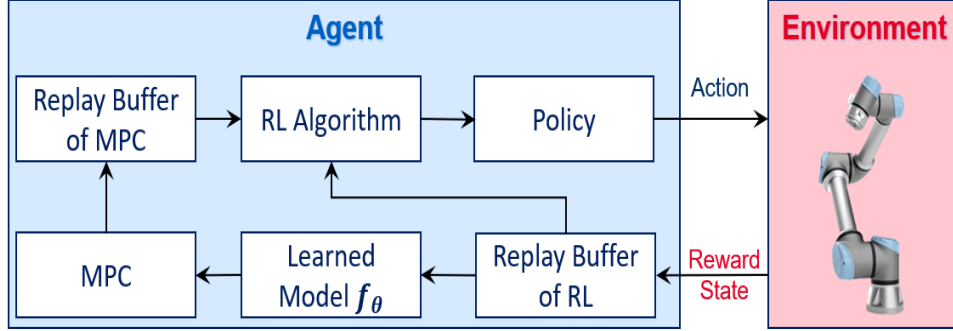 Agent
Environment
Replay Buffer
of MPC
RL Algorithm
Policy
Action
MPC
Learned
Model f_θ
Replay Buffer
of RL
Reward
State